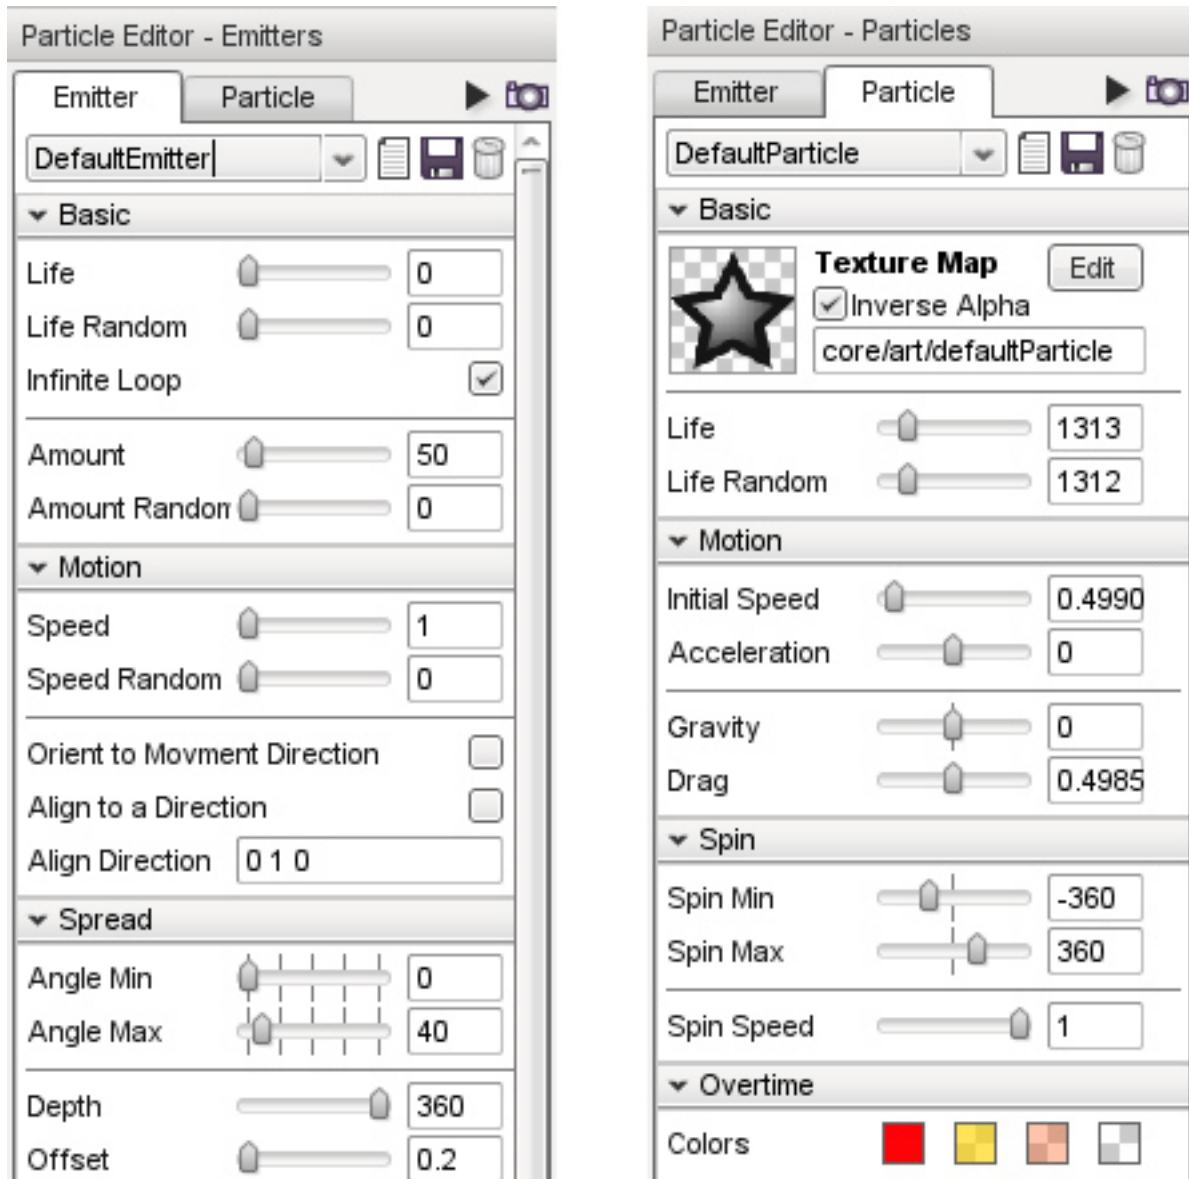 Particle Editor - Emitters
Emitter Particle
DefaultEmitter
Basic
Life 0
Life Random 0
Infinite Loop
Amount 50
Amount Random 0
Motion
Speed 1
Speed Random 0
Orient to Movment Direction
Align to a Direction
Align Direction 0 1 0
Spread
Angle Min 0
Angle Max 40
Depth 360
Offset 0.2
Particle Editor - Particles
Emitter Particle
DefaultParticle
Basic
Texture Map Edit
Inverse Alpha
core/art/defaultParticle
Life 1313
Life Random 1312
Motion
Initial Speed 0.4990
Acceleration 0
Gravity 0
Drag 0.4985
Spin
Spin Min -360
Spin Max 360
Spin Speed 1
Overtime
Colors